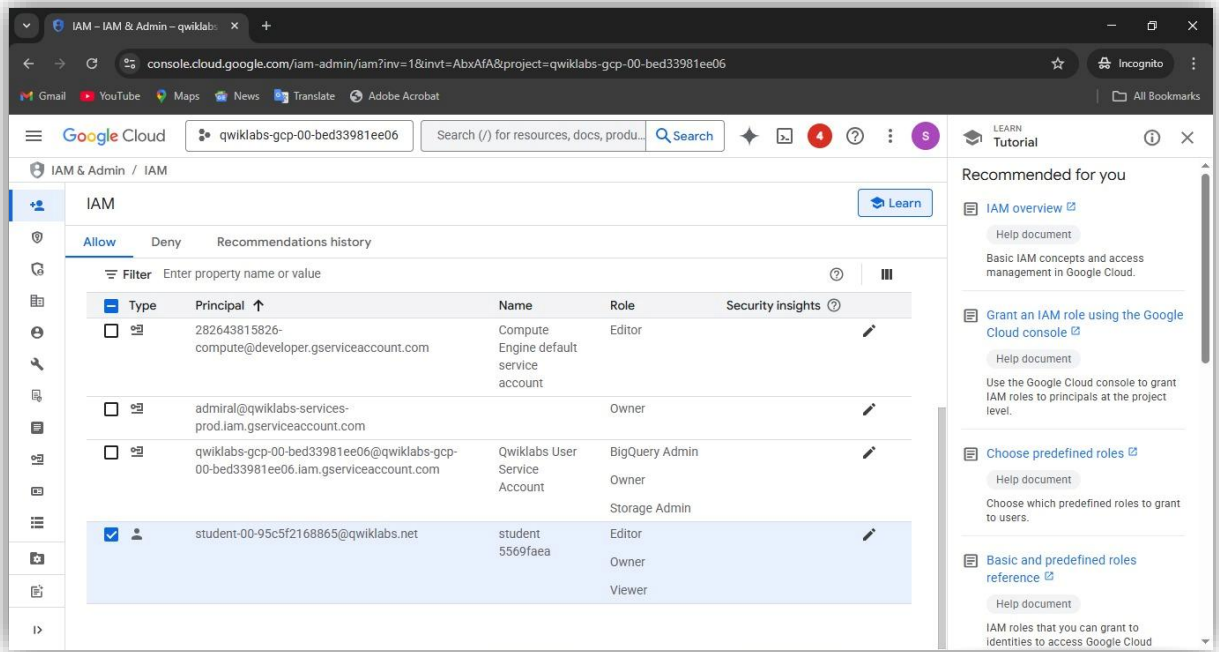 IAM – IAM & Admin – qwiklabs
console.cloud.google.com/iam-admin/iam?inv=1&invt=AbxAfA&project=qwiklabs-gcp-00-bed33981ee06
Incognito
Gmail YouTube Maps News Translate Adobe Acrobat
All Bookmarks
Google Cloud
qwiklabs-gcp-00-bed33981ee06
Search (/) for resources, docs, produ...
Search
4
S
IAM & Admin / IAM
IAM
Learn
Allow Deny Recommendations history
Filter Enter property name or value
Type Principal Name Role Security insights
282643815826-
compute@developer.gserviceaccount.com
Compute
Engine default
service
account
Editor
admiral@qwiklabs-services-
prod.iam.gserviceaccount.com
Owner
qwiklabs-gcp-00-bed33981ee06@qwiklabs-gcp-
00-bed33981ee06.iam.gserviceaccount.com
Qwiklabs User
Service
Account
BigQuery Admin
Owner
Storage Admin
student-00-95c5f2168865@qwiklabs.net
student
5569faea
Editor
Owner
Viewer
LEARN
Tutorial
Recommended for you
IAM overview
Help document
Basic IAM concepts and access
management in Google Cloud.
Grant an IAM role using the Google
Cloud console
Help document
Use the Google Cloud console to grant
IAM roles to principals at the project
level.
Choose predefined roles
Help document
Choose which predefined roles to grant
to users.
Basic and predefined roles
reference
Help document
IAM roles that you can grant to
identities to access Google Cloud